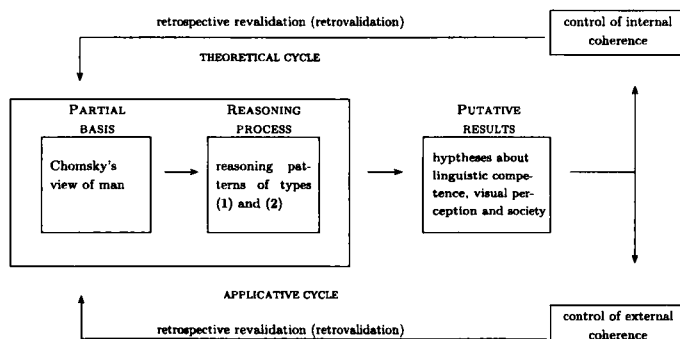 retrospective revalidation (retrovalidation)
control of internal
coherence
THEORETICAL CYCLE
PARTIAL
BASIS
REASONING
PROCESS
PUTATIVE
RESULTS
Chomsky's
view of man
reasoning pat-
terns of types
(1) and (2)
hyptheses about
linguistic compe-
tence, visual per-
ception and society
APPLICATIVE CYCLE
retrospective revalidation (retrovalidation)
control of external
coherence